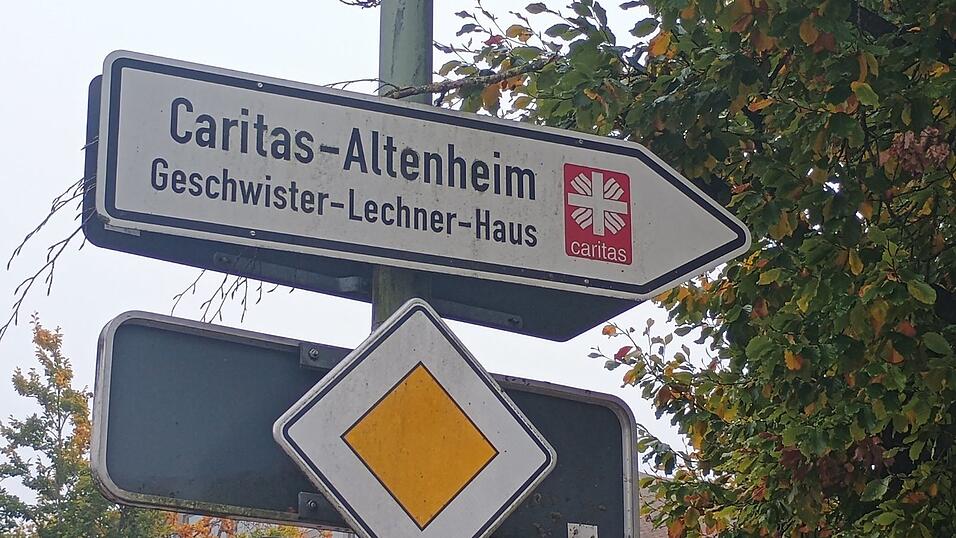 Caritas-Altenheim
Geschwister-Lechner-Haus
caritas